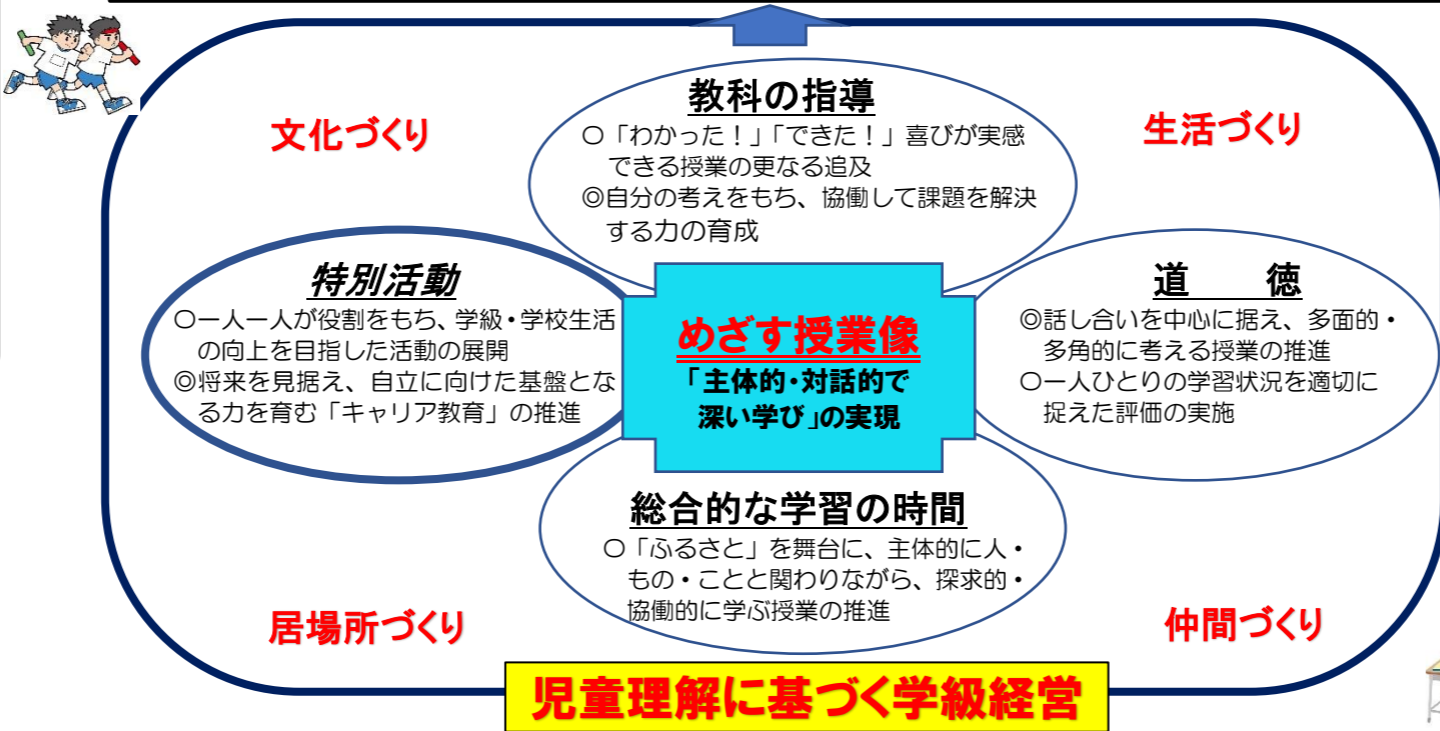 文化づくり
教科の指導
〇「わかった！」「できた！」喜びが実感
できる授業の更なる追及
◎自分の考えをもち、協働して課題を解決
する力の育成
生活づくり
特別活動
〇一人一人が役割をもち、学級・学校生活
の向上を目指した活動の展開
◎将来を見据え、自立に向けた基盤とな
る力を育む「キャリア教育」の推進
めざす授業像
「主体的・対話的で
深い学び」の実現
道　　徳
◎話し合いを中心に据え、多面的・
多角的に考える授業の推進
〇一人ひとりの学習状況を適切に
捉えた評価の実施
総合的な学習の時間
〇「ふるさと」を舞台に、主体的に人・
もの・ことと関わりながら、探求的・
協働的に学ぶ授業の推進
居場所づくり
仲間づくり
児童理解に基づく学級経営